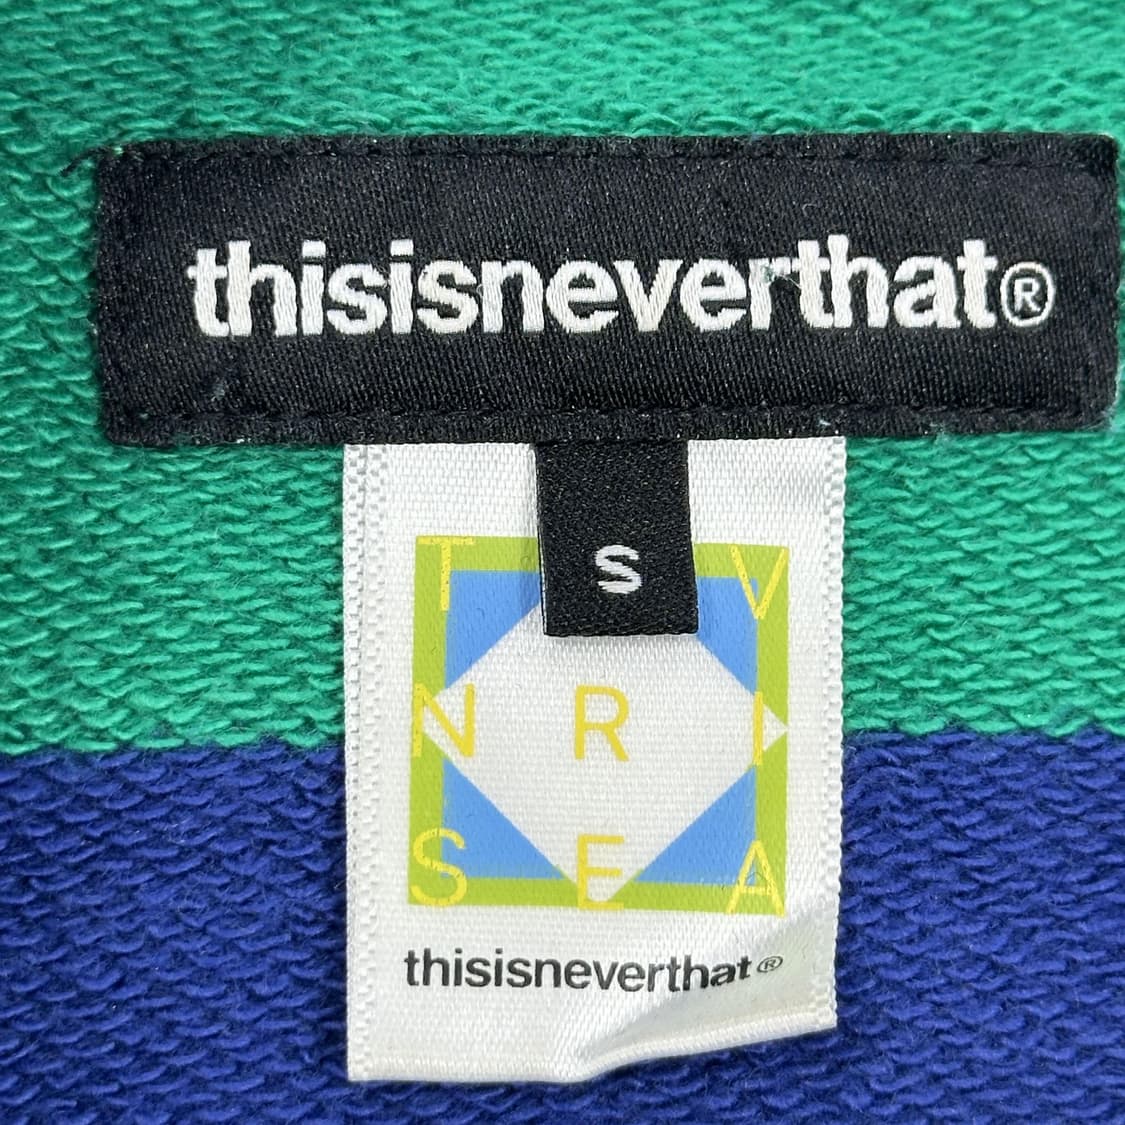 thisisneverthat®
S
T V
N R I
S E A
thisisneverthat®